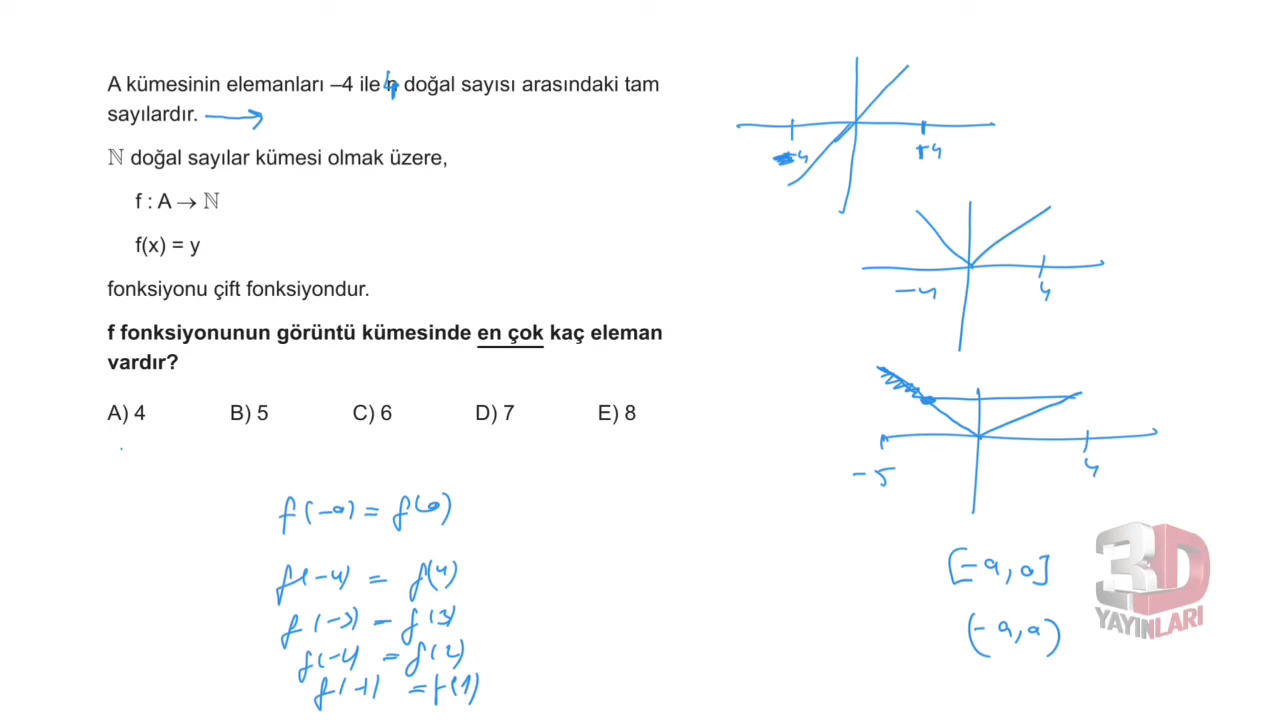 A kümesinin elemanları –4 ile 4 doğal sayısı arasındaki tam
sayılardır.
ℕ doğal sayılar kümesi olmak üzere,
f : A → ℕ
f(x) = y
fonksiyonu çift fonksiyondur.
f fonksiyonunun görüntü kümesinde en çok kaç eleman
vardır?
A) 4 B) 5 C) 6 D) 7 E) 8
f(-a) = f(a)
f(-4) = f(4)
f(-3) = f(3)
f(-2) = f(2)
f(-1) = f(1)
-4 4
-4 4
-5 4
[-a, a]
(-a, a)
3D
YAYINLARI